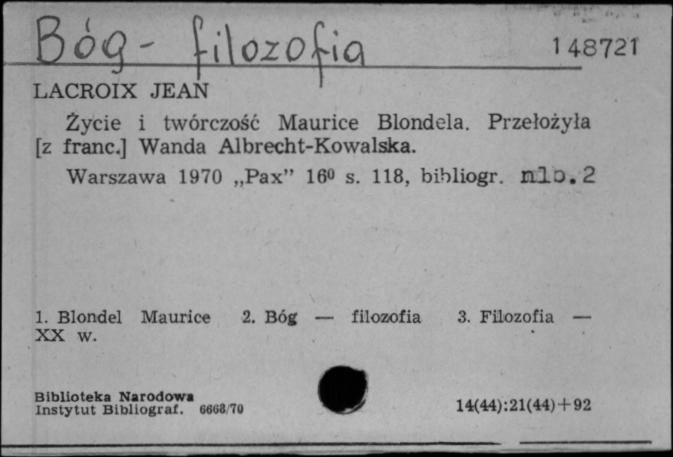 Bóg - filozofia
148721
LACROIX JEAN
Życie i twórczość Maurice Blondela. Przełożyła
[z franc.] Wanda Albrecht-Kowalska.
Warszawa 1970 „Pax” 16⁰ s. 118, bibliogr. nlb. 2
1. Blondel Maurice 2. Bóg — filozofia 3. Filozofia —
XX w.
Biblioteka Narodowa
Instytut Bibliograf. 6668/70
14(44):21(44)+92